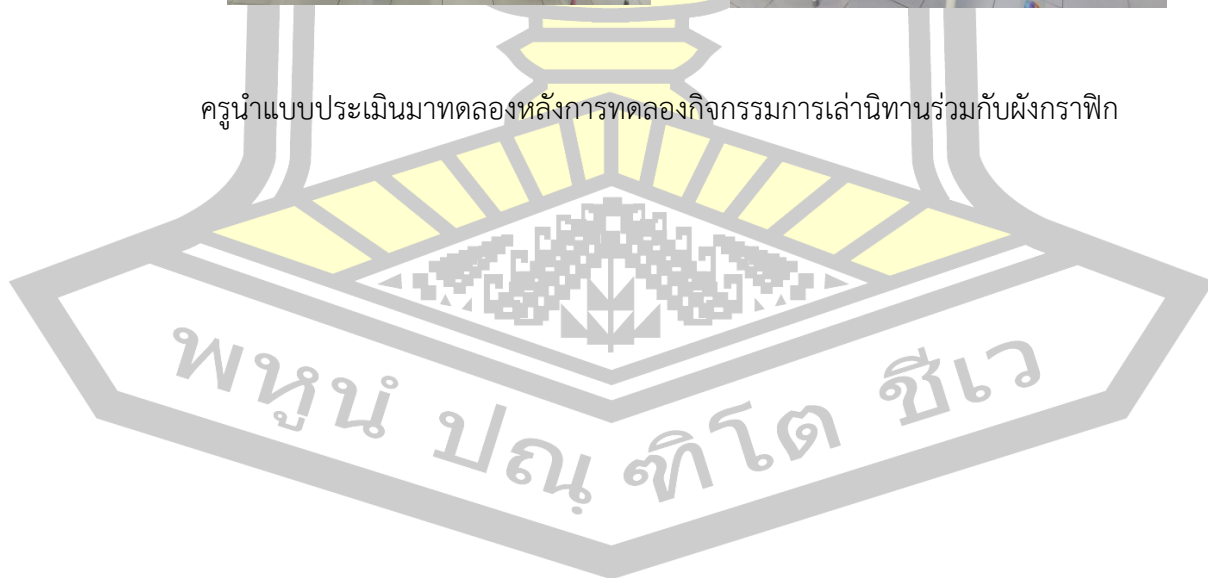 ครูนำแบบประเมินมาทดลองหลังการทดลองกิจกรรมการเล่านิทานร่วมกับผังกราฟิก
พหูนํ ปณฺฑิโต ชีเว